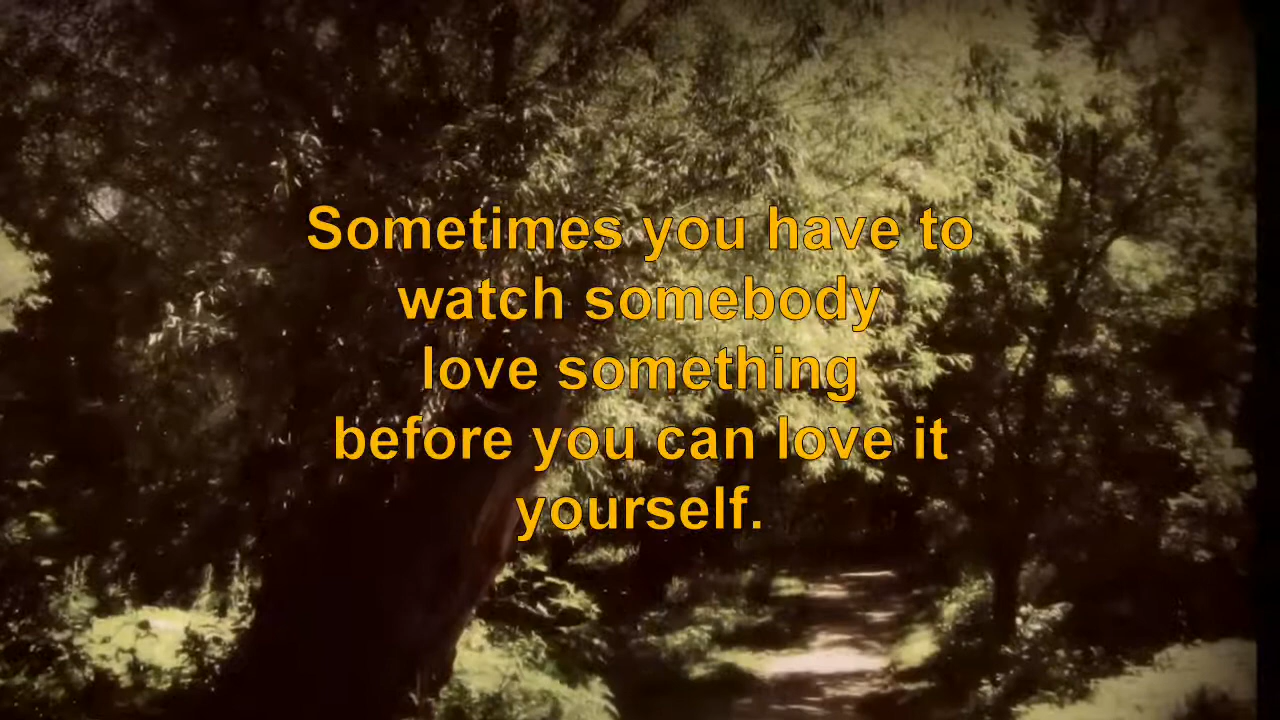 Sometimes you have to
watch somebody
love something
before you can love it
yourself.